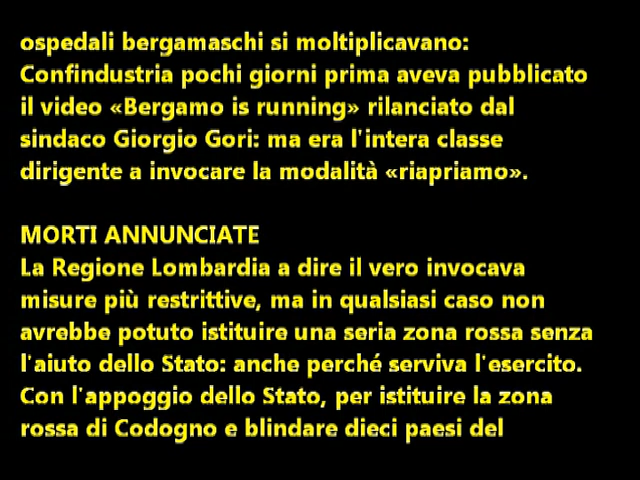 ospedali bergamaschi si moltiplicavano:
Confindustria pochi giorni prima aveva pubblicato
il video «Bergamo is running» rilanciato dal
sindaco Giorgio Gori: ma era l'intera classe
dirigente a invocare la modalità «riapriamo».
MORTI ANNUNCIATE
La Regione Lombardia a dire il vero invocava
misure più restrittive, ma in qualsiasi caso non
avrebbe potuto istituire una seria zona rossa senza
l'aiuto dello Stato: anche perché serviva l'esercito.
Con l'appoggio dello Stato, per istituire la zona
rossa di Codogno e blindare dieci paesi del